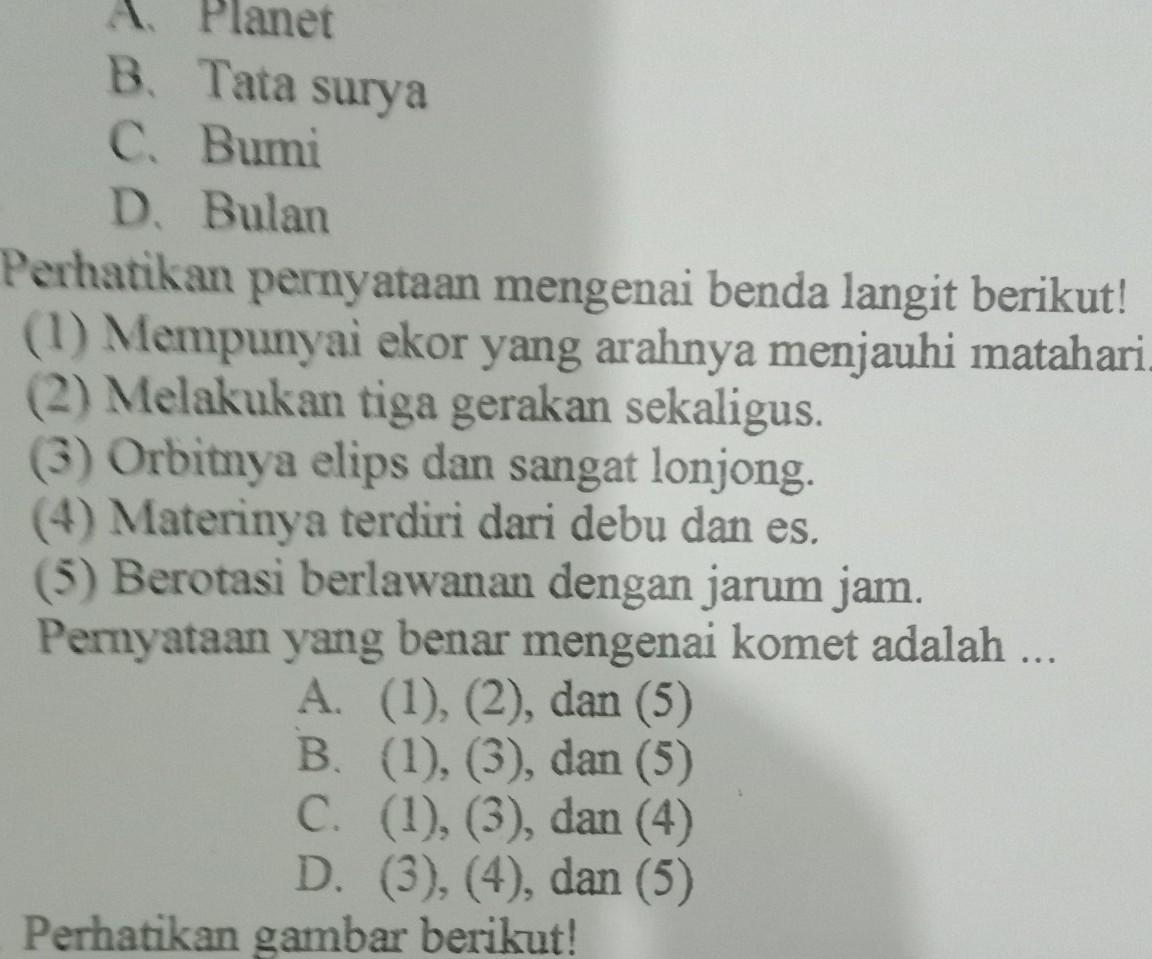 A. Planet
B. Tata surya
C. Bumi
D. Bulan
Perhatikan pernyataan mengenai benda langit berikut!
(1) Mempunyai ekor yang arahnya menjauhi matahari.
(2) Melakukan tiga gerakan sekaligus.
(3) Orbitnya elips dan sangat lonjong.
(4) Materinya terdiri dari debu dan es.
(5) Berotasi berlawanan dengan jarum jam.
Pernyataan yang benar mengenai komet adalah ...
A. (1), (2), dan (5)
B. (1), (3), dan (5)
C. (1), (3), dan (4)
D. (3), (4), dan (5)
Perhatikan gambar berikut!